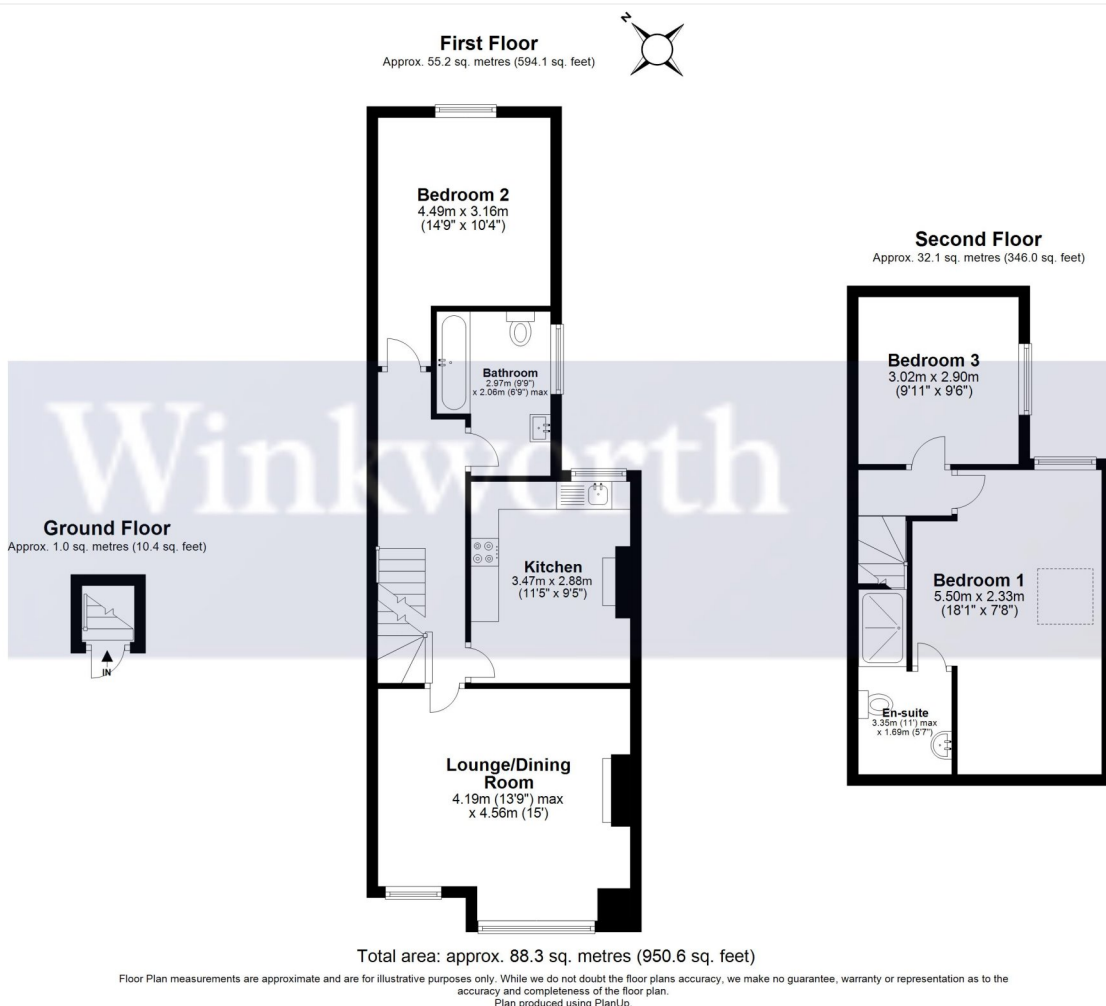 First Floor
Approx. 55.2 sq. metres (594.1 sq. feet)
N
Bedroom 2
4.49m x 3.16m
(14'9" x 10'4")
Bathroom
2.97m (9'9")
x 2.06m (6'9") max
Kitchen
3.47m x 2.88m
(11'5" x 9'5")
Lounge/Dining
Room
4.19m (13'9") max
x 4.56m (15')
Second Floor
Approx. 32.1 sq. metres (346.0 sq. feet)
Bedroom 3
3.02m x 2.90m
(9'11" x 9'6")
Bedroom 1
5.50m x 2.33m
(18'1" x 7'8")
En-suite
3.35m (11') max
x 1.69m (5'7")
Winkworth
Ground Floor
Approx. 1.0 sq. metres (10.4 sq. feet)
IN
Total area: approx. 88.3 sq. metres (950.6 sq. feet)
Floor Plan measurements are approximate and are for illustrative purposes only. While we do not doubt the floor plans accuracy, we make no guarantee, warranty or representation as to the
accuracy and completeness of the floor plan.
Plan produced using PlanUp.